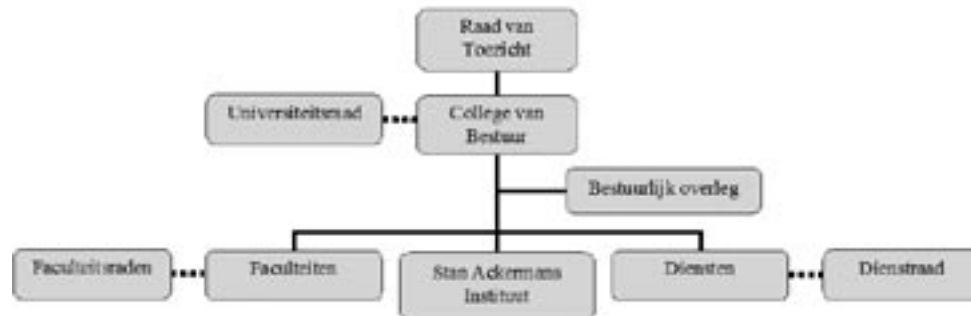 Raad van
Toezicht
Universiteitsraad
College van
Bestuur
Bestuurlijk overleg
Faculteitsraden
Faculteiten
Stan Ackermans
Instituut
Diensten
Dienstraad